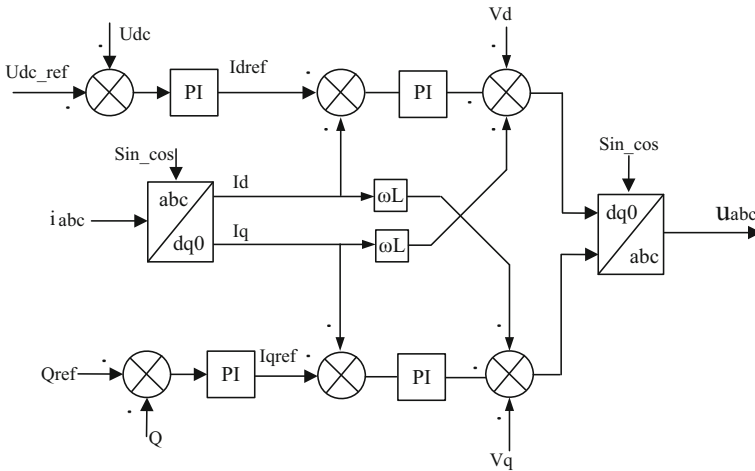 Udc
Vd
Udc_ref
PI
Idref
PI
Sin_cos
Sin_cos
abc
Id
ωL
i abc
dq0
uabc
dq0
Iq
ωL
abc
Qref
PI
Iqref
PI
Q
Vq